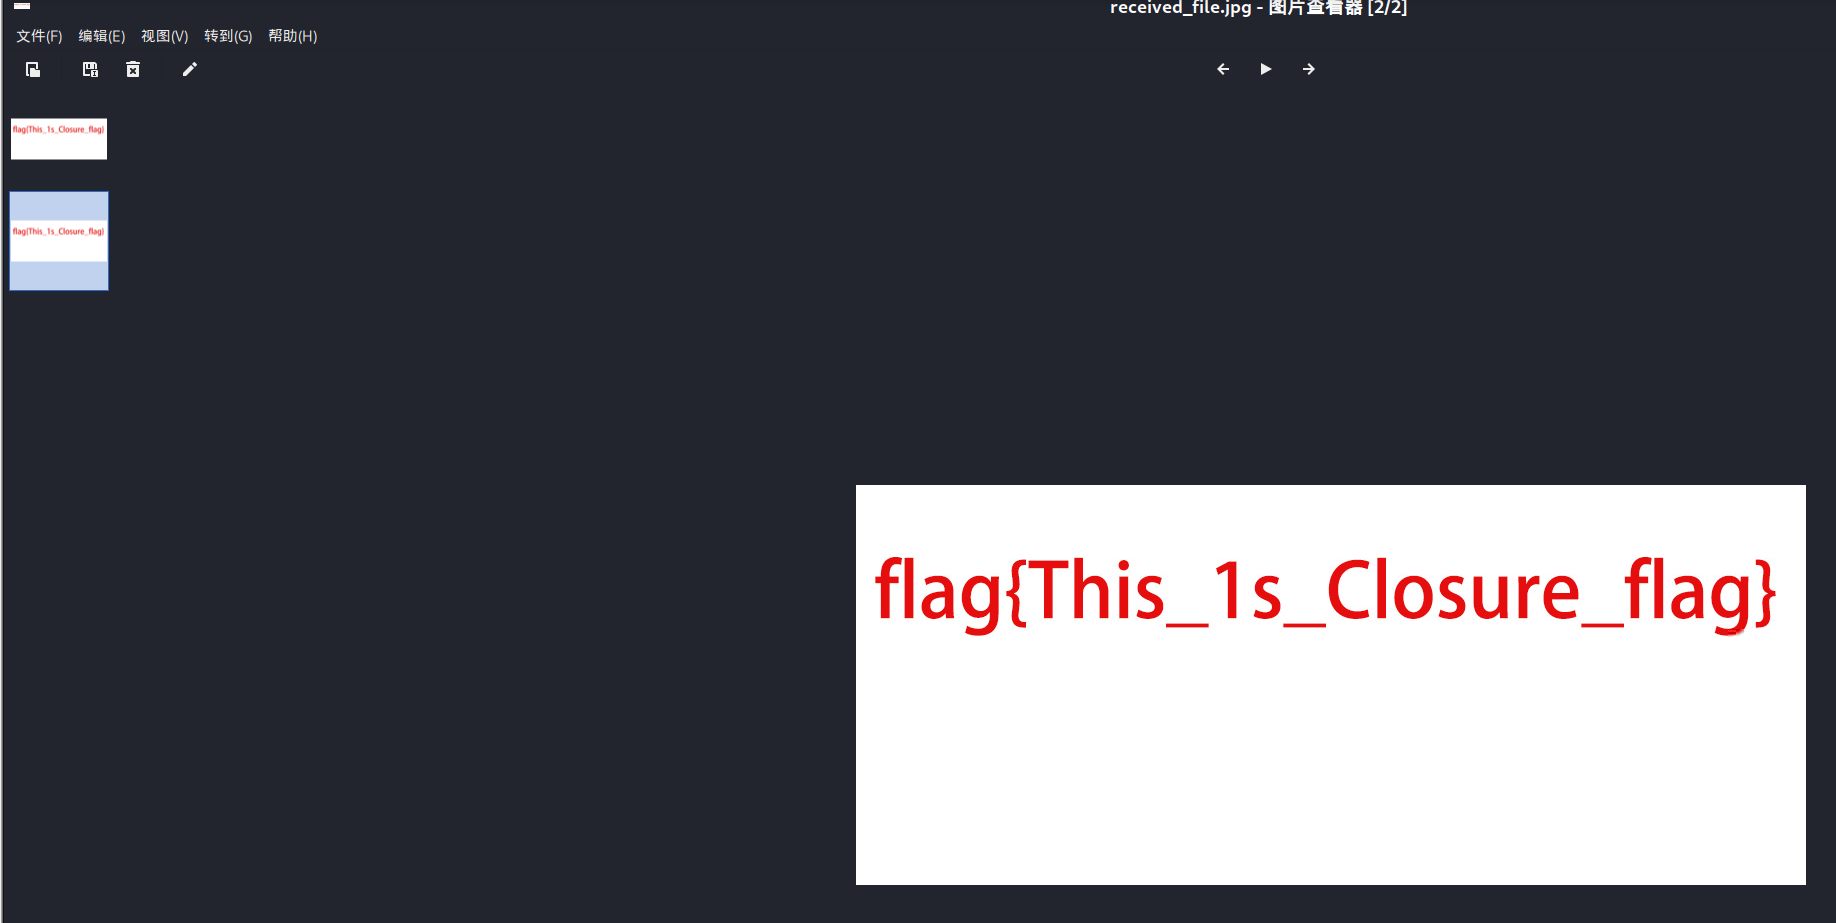 received_file.jpg - 图片查看器 [2/2]
文件(F) 编辑(E) 视图(V) 转到(G) 帮助(H)
flag{This_1s_Closure_flag}
flag{This_1s_Closure_flag}
flag{This_1s_Closure_flag}